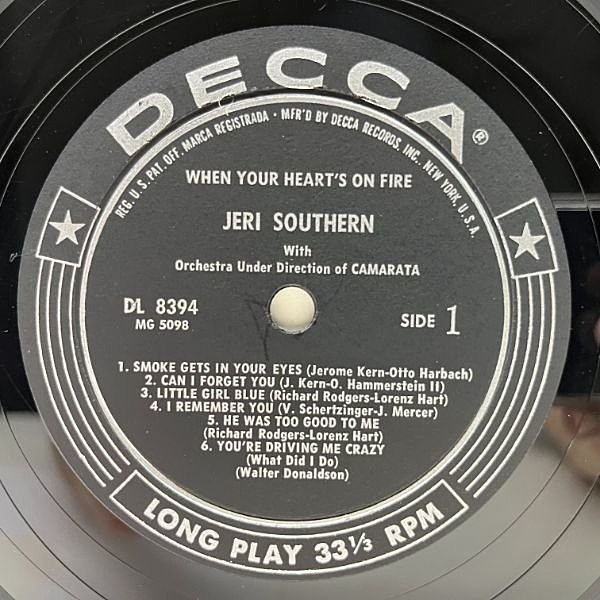 DECCA®
REG. U.S. PAT. OFF. MARCA REGISTRADA • MFR'D BY DECCA RECORDS, INC., NEW YORK, U.S.A.
WHEN YOUR HEART'S ON FIRE
JERI SOUTHERN
With
Orchestra Under Direction of CAMARATA
DL 8394
MG 5098
SIDE 1
1. SMOKE GETS IN YOUR EYES (Jerome Kern-Otto Harbach)
2. CAN I FORGET YOU (J. Kern-O. Hammerstein II)
3. LITTLE GIRL BLUE (Richard Rodgers-Lorenz Hart)
4. I REMEMBER YOU (V. Schertzinger-J. Mercer)
5. HE WAS TOO GOOD TO ME
(Richard Rodgers-Lorenz Hart)
6. YOU'RE DRIVING ME CRAZY
(What Did I Do)
(Walter Donaldson)
LONG PLAY 33⅓ RPM